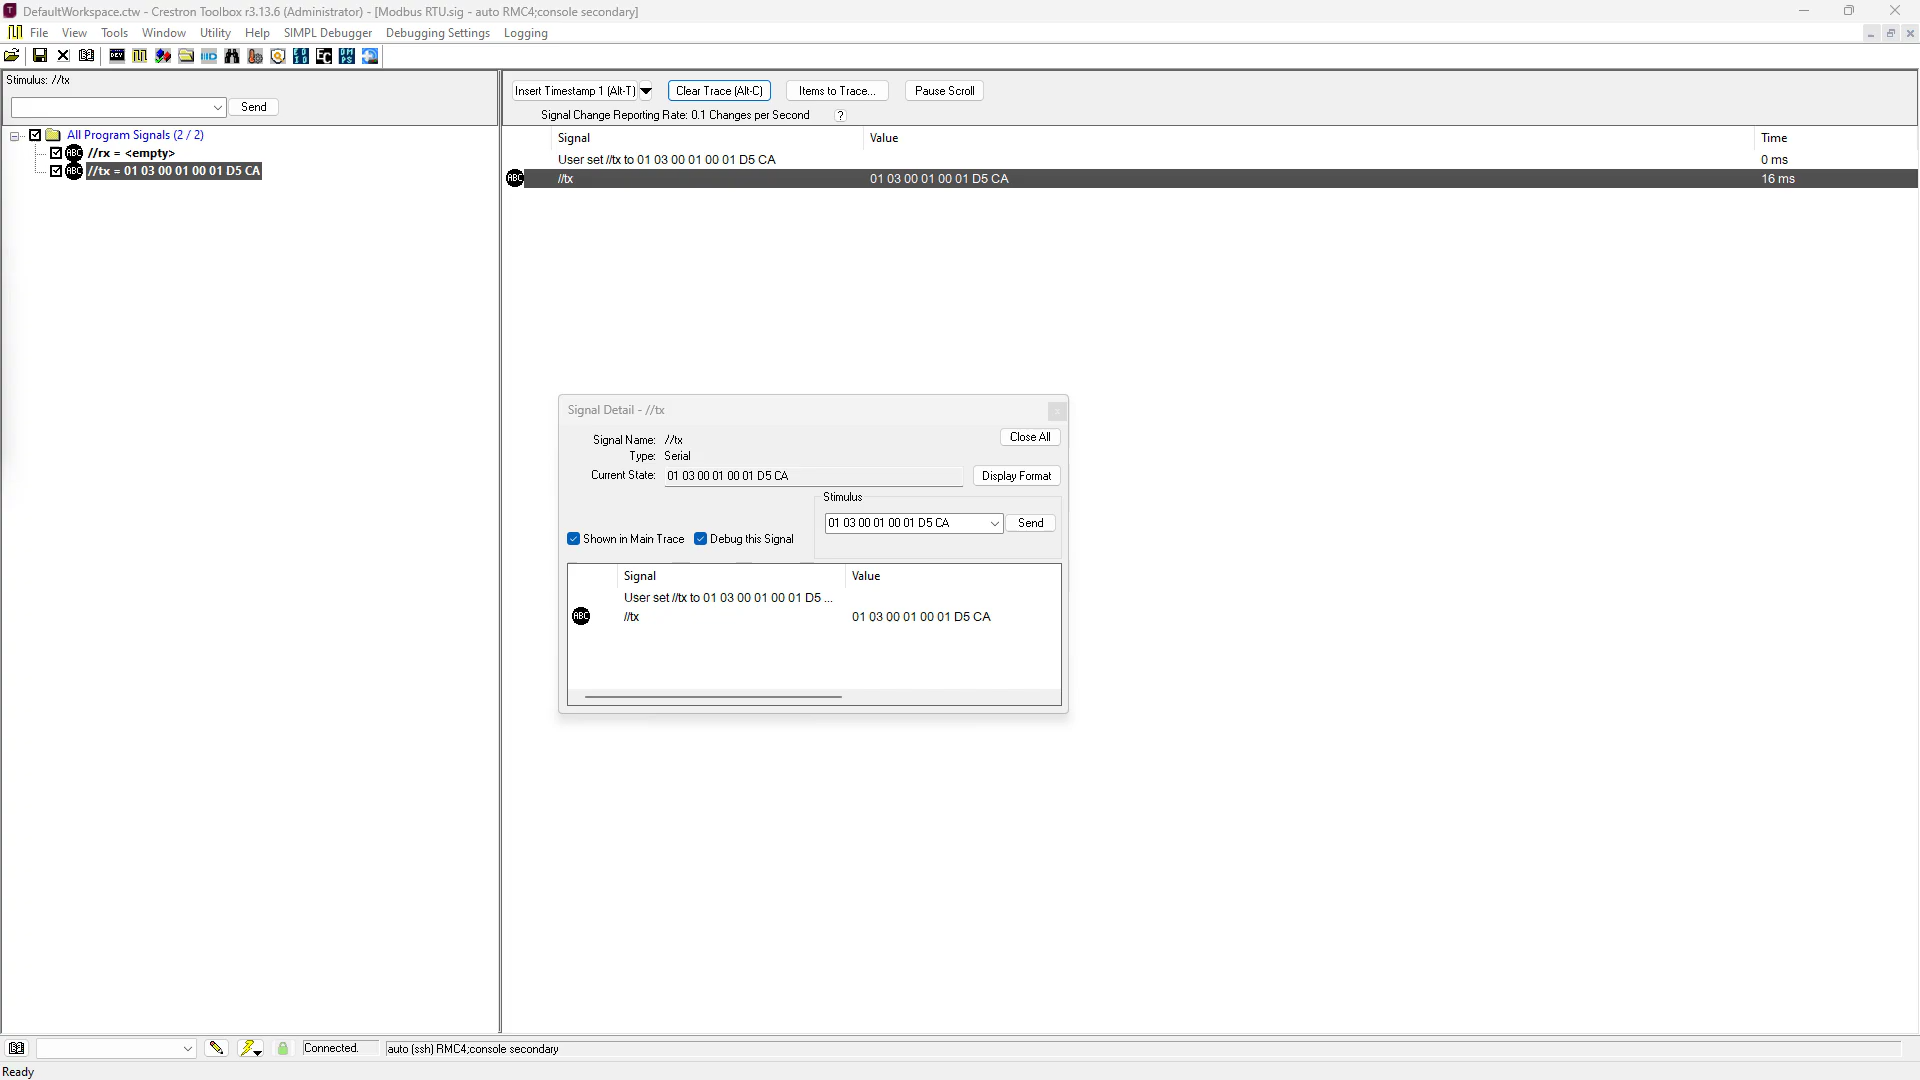 DefaultWorkspace.ctw - Crestron Toolbox r3.13.6 (Administrator) - [Modbus RTU.sig - auto RMC4;console secondary]
File View Tools Window Utility Help SIMPL Debugger Debugging Settings Logging
Stimulus: //tx
Send
All Program Signals (2 / 2)
ABC //rx = <empty>
ABC //tx = 01 03 00 01 00 01 D5 CA
Insert Timestamp 1 (Alt-T) Clear Trace (Alt-C) Items to Trace... Pause Scroll
Signal Change Reporting Rate: 0.1 Changes per Second ?
Signal Value Time
User set //tx to 01 03 00 01 00 01 D5 CA 0 ms
ABC //tx 01 03 00 01 00 01 D5 CA 16 ms
Signal Detail - //tx
Signal Name: //tx Close All
Type: Serial
Current State: 01 03 00 01 00 01 D5 CA Display Format
Stimulus
01 03 00 01 00 01 D5 CA Send
Shown in Main Trace Debug this Signal
Signal Value
User set //tx to 01 03 00 01 00 01 D5 ...
ABC //tx 01 03 00 01 00 01 D5 CA
Connected. auto (ssh) RMC4;console secondary
Ready